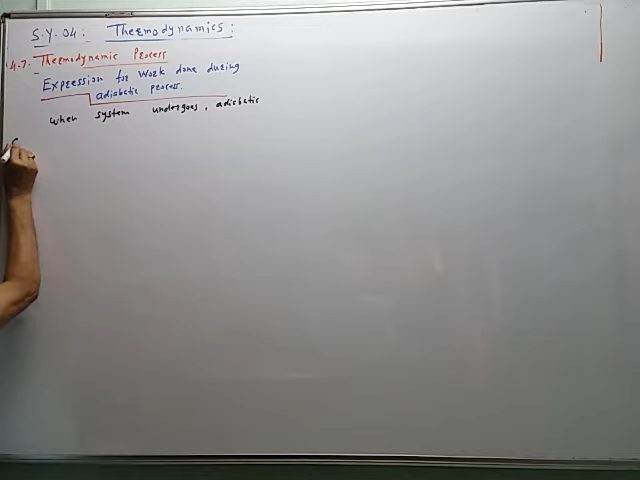 S.Y. 04: Thermodynamics:
4.7. Thermodynamic Process
Expression for Work done during
adiabatic process.
when system undergoes, adiabatic